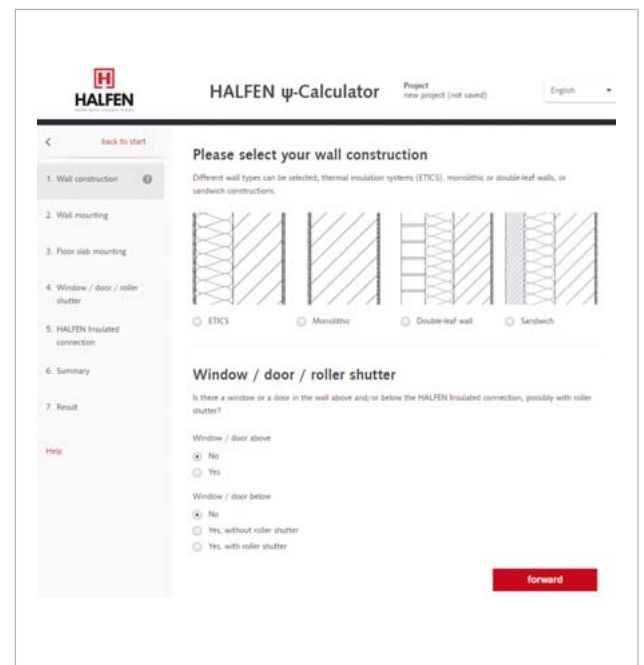 H
HALFEN
HALFEN ψ-Calculator
Project
new project (not saved)
English
back to start
1. Wall construction
2. Wall mounting
3. Floor slab mounting
4. Window / door / roller
shutter
5. HALFEN Insulated
connection
6. Summary
7. Result
Help
Please select your wall construction
Different wall types can be selected, thermal insulation systems (ETICS), monolithic or double-leaf walls, or
sandwich constructions.
ETICS
Monolithic
Double-leaf wall
Sandwich
Window / door / roller shutter
Is there a window or a door in the wall above and/or below the HALFEN Insulated connection, possibly with roller
shutter?
Window / door above
No
Yes
Window / door below
No
Yes, without roller shutter
Yes, with roller shutter
forward